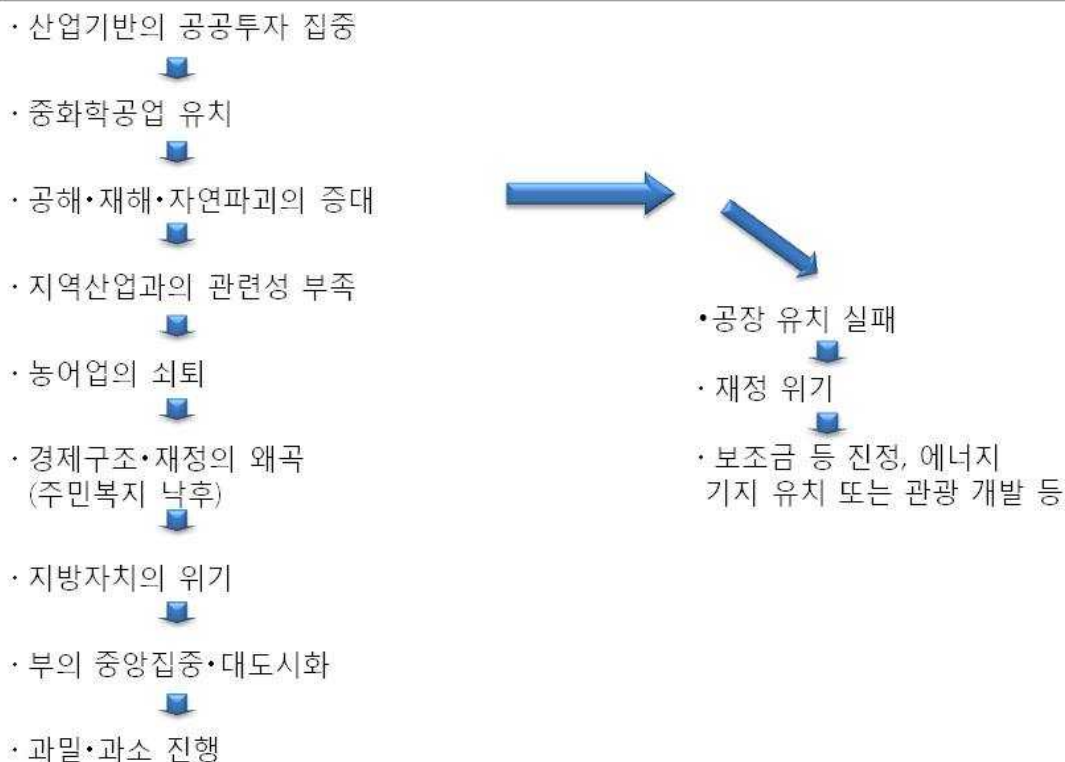 · 산업기반의 공공투자 집중
· 중화학공업 유치
· 공해•재해•자연파괴의 증대
· 지역산업과의 관련성 부족
· 농어업의 쇠퇴
· 경제구조•재정의 왜곡
(주민복지 낙후)
· 지방자치의 위기
· 부의 중앙집중•대도시화
· 과밀•과소 진행
•공장 유치 실패
· 재정 위기
· 보조금 등 진정, 에너지
기지 유치 또는 관광 개발 등